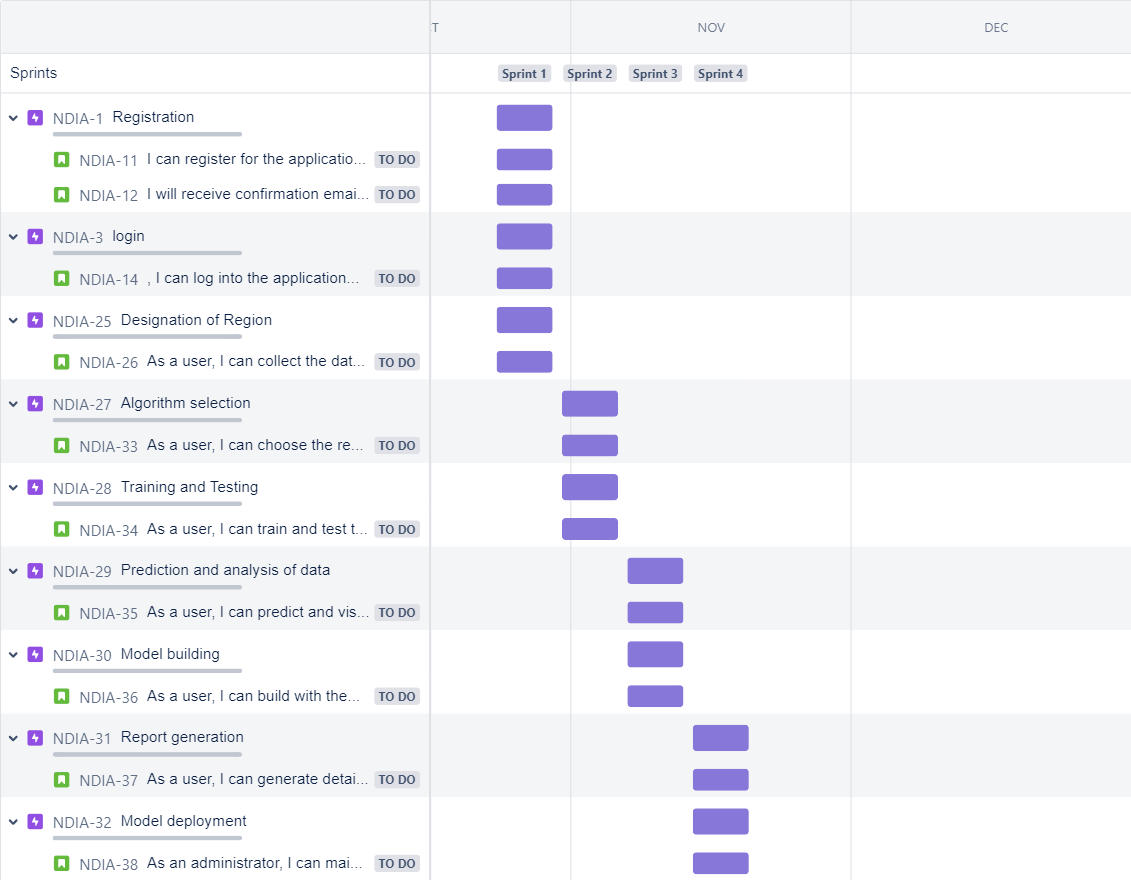 T NOV DEC
Sprints Sprint 1 Sprint 2 Sprint 3 Sprint 4
NDIA-1 Registration
NDIA-11 I can register for the applicatio... TO DO
NDIA-12 I will receive confirmation emai... TO DO
NDIA-3 login
NDIA-14 , I can log into the application... TO DO
NDIA-25 Designation of Region
NDIA-26 As a user, I can collect the dat... TO DO
NDIA-27 Algorithm selection
NDIA-33 As a user, I can choose the re... TO DO
NDIA-28 Training and Testing
NDIA-34 As a user, I can train and test t... TO DO
NDIA-29 Prediction and analysis of data
NDIA-35 As a user, I can predict and vis... TO DO
NDIA-30 Model building
NDIA-36 As a user, I can build with the... TO DO
NDIA-31 Report generation
NDIA-37 As a user, I can generate detai... TO DO
NDIA-32 Model deployment
NDIA-38 As an administrator, I can mai... TO DO